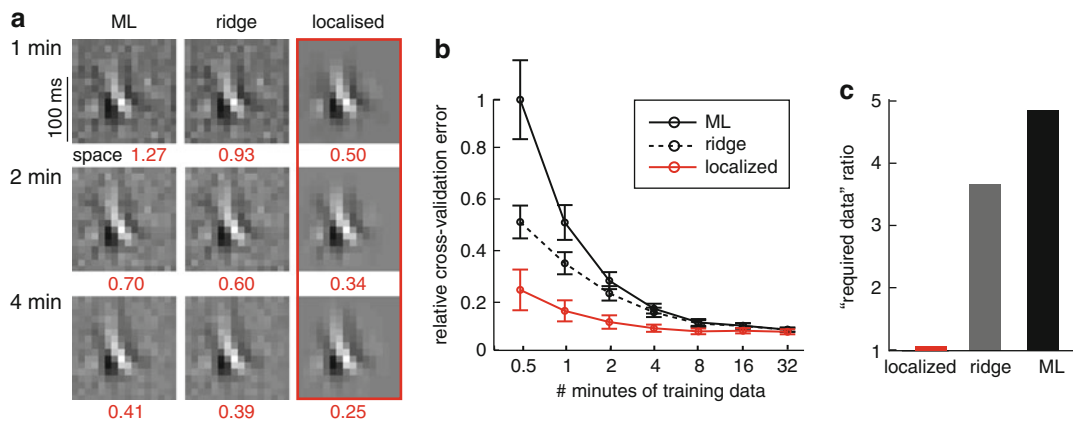 a
ML ridge localised
1 min
100 ms
space 1.27 0.93 0.50
2 min
0.70 0.60 0.34
4 min
0.41 0.39 0.25
b
relative cross-validation error
1
0.8
0.6
0.4
0.2
0
0.5 1 2 4 8 16 32
# minutes of training data
ML
ridge
localized
c
"required data" ratio
5
4
3
2
1
localized ridge ML